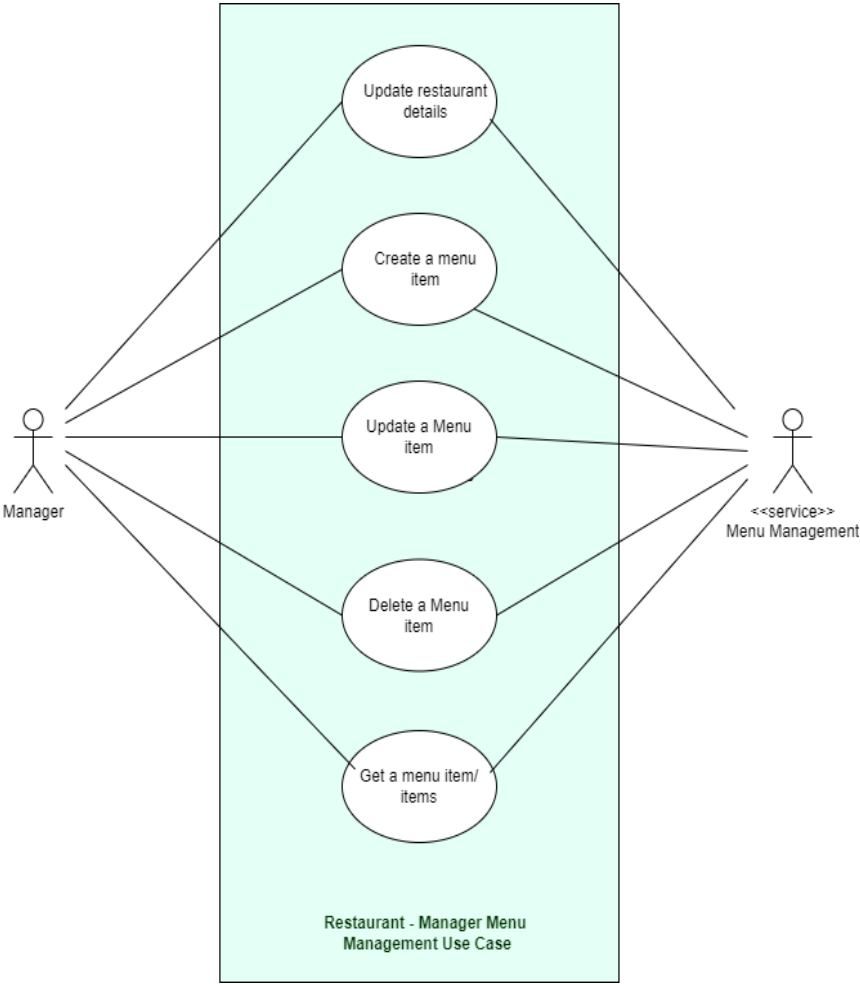 Update restaurant
details
Create a menu
item
Update a Menu
item
Manager
<<service>>
Menu Management
Delete a Menu
item
Get a menu item/
items
Restaurant - Manager Menu
Management Use Case